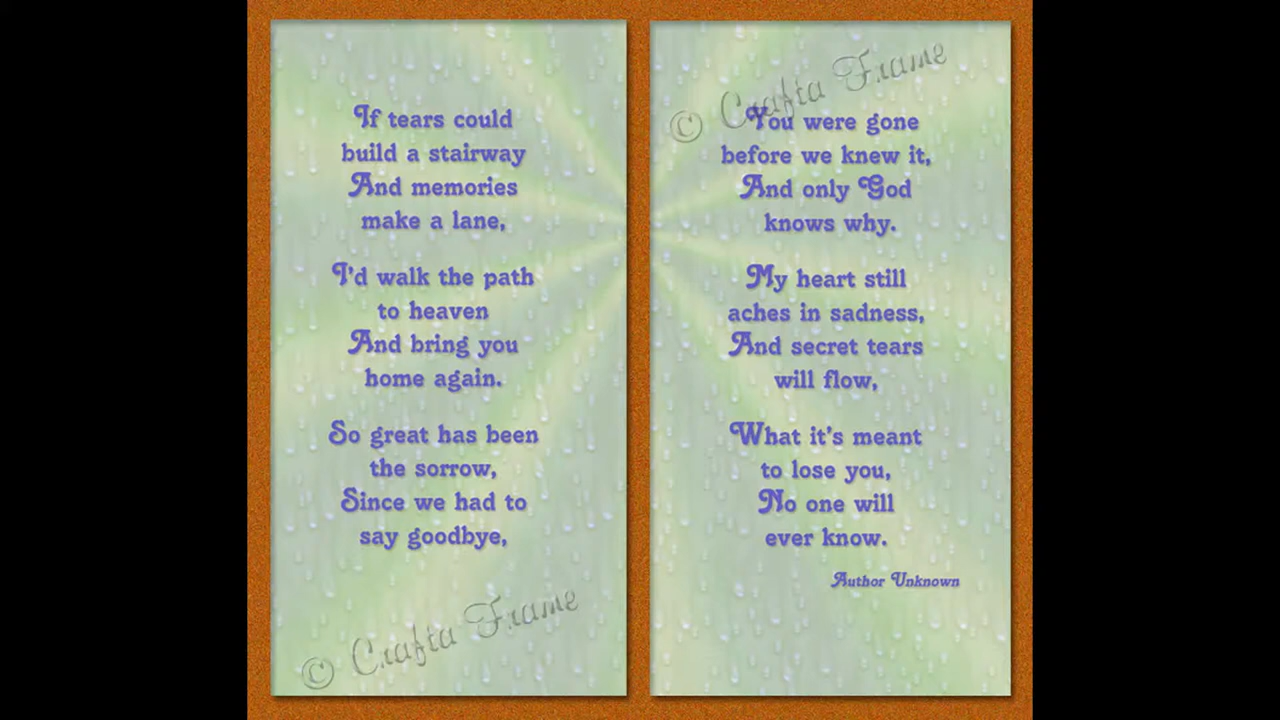 If tears could
build a stairway
And memories
make a lane,
I'd walk the path
to heaven
And bring you
home again.
So great has been
the sorrow,
Since we had to
say goodbye,
© Crafta Frame
© Crafta Frame
You were gone
before we knew it,
And only God
knows why.
My heart still
aches in sadness,
And secret tears
will flow,
What it's meant
to lose you,
No one will
ever know.
Author Unknown